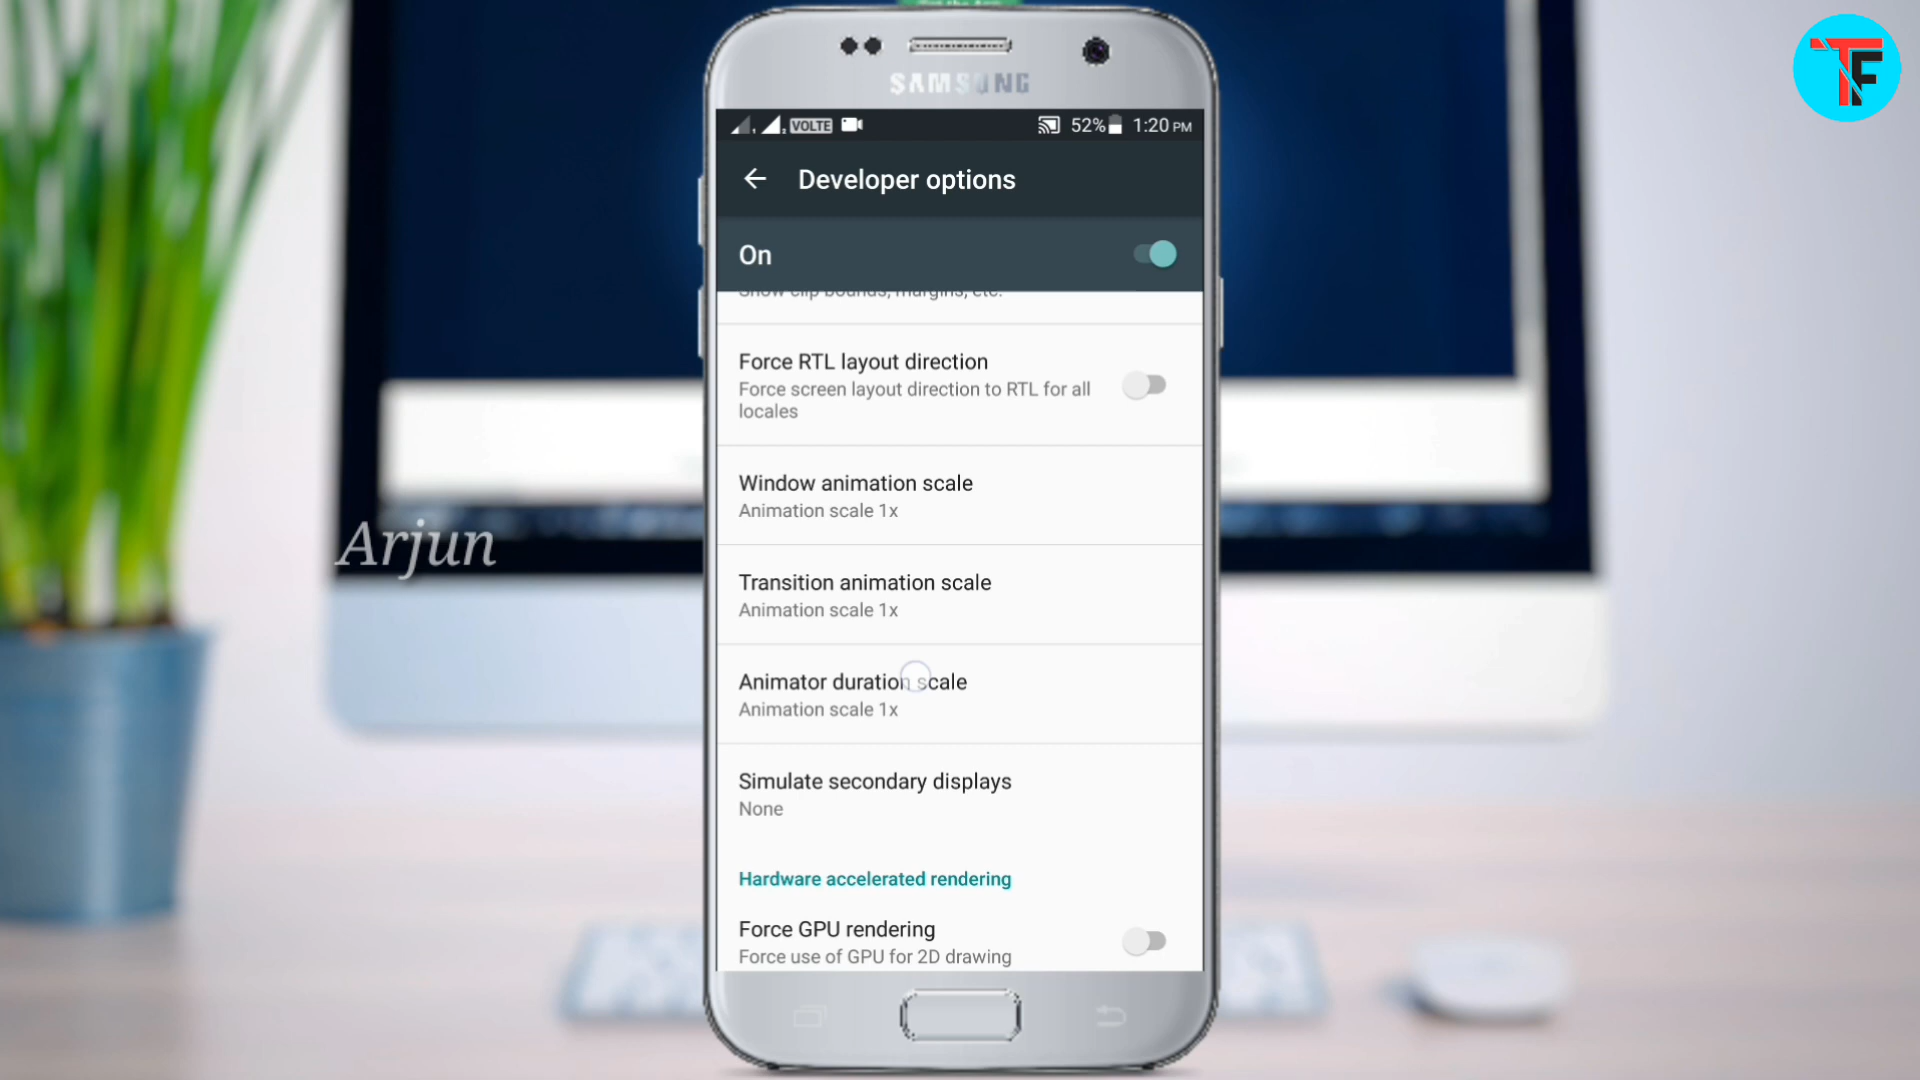 SAMSUNG
VOLTE 52% 1:20 PM
Developer options
On
Show clip bounds, margins, etc.
Force RTL layout direction
Force screen layout direction to RTL for all
locales
Window animation scale
Animation scale 1x
Transition animation scale
Animation scale 1x
Animator duration scale
Animation scale 1x
Simulate secondary displays
None
Hardware accelerated rendering
Force GPU rendering
Force use of GPU for 2D drawing
Arjun
TF